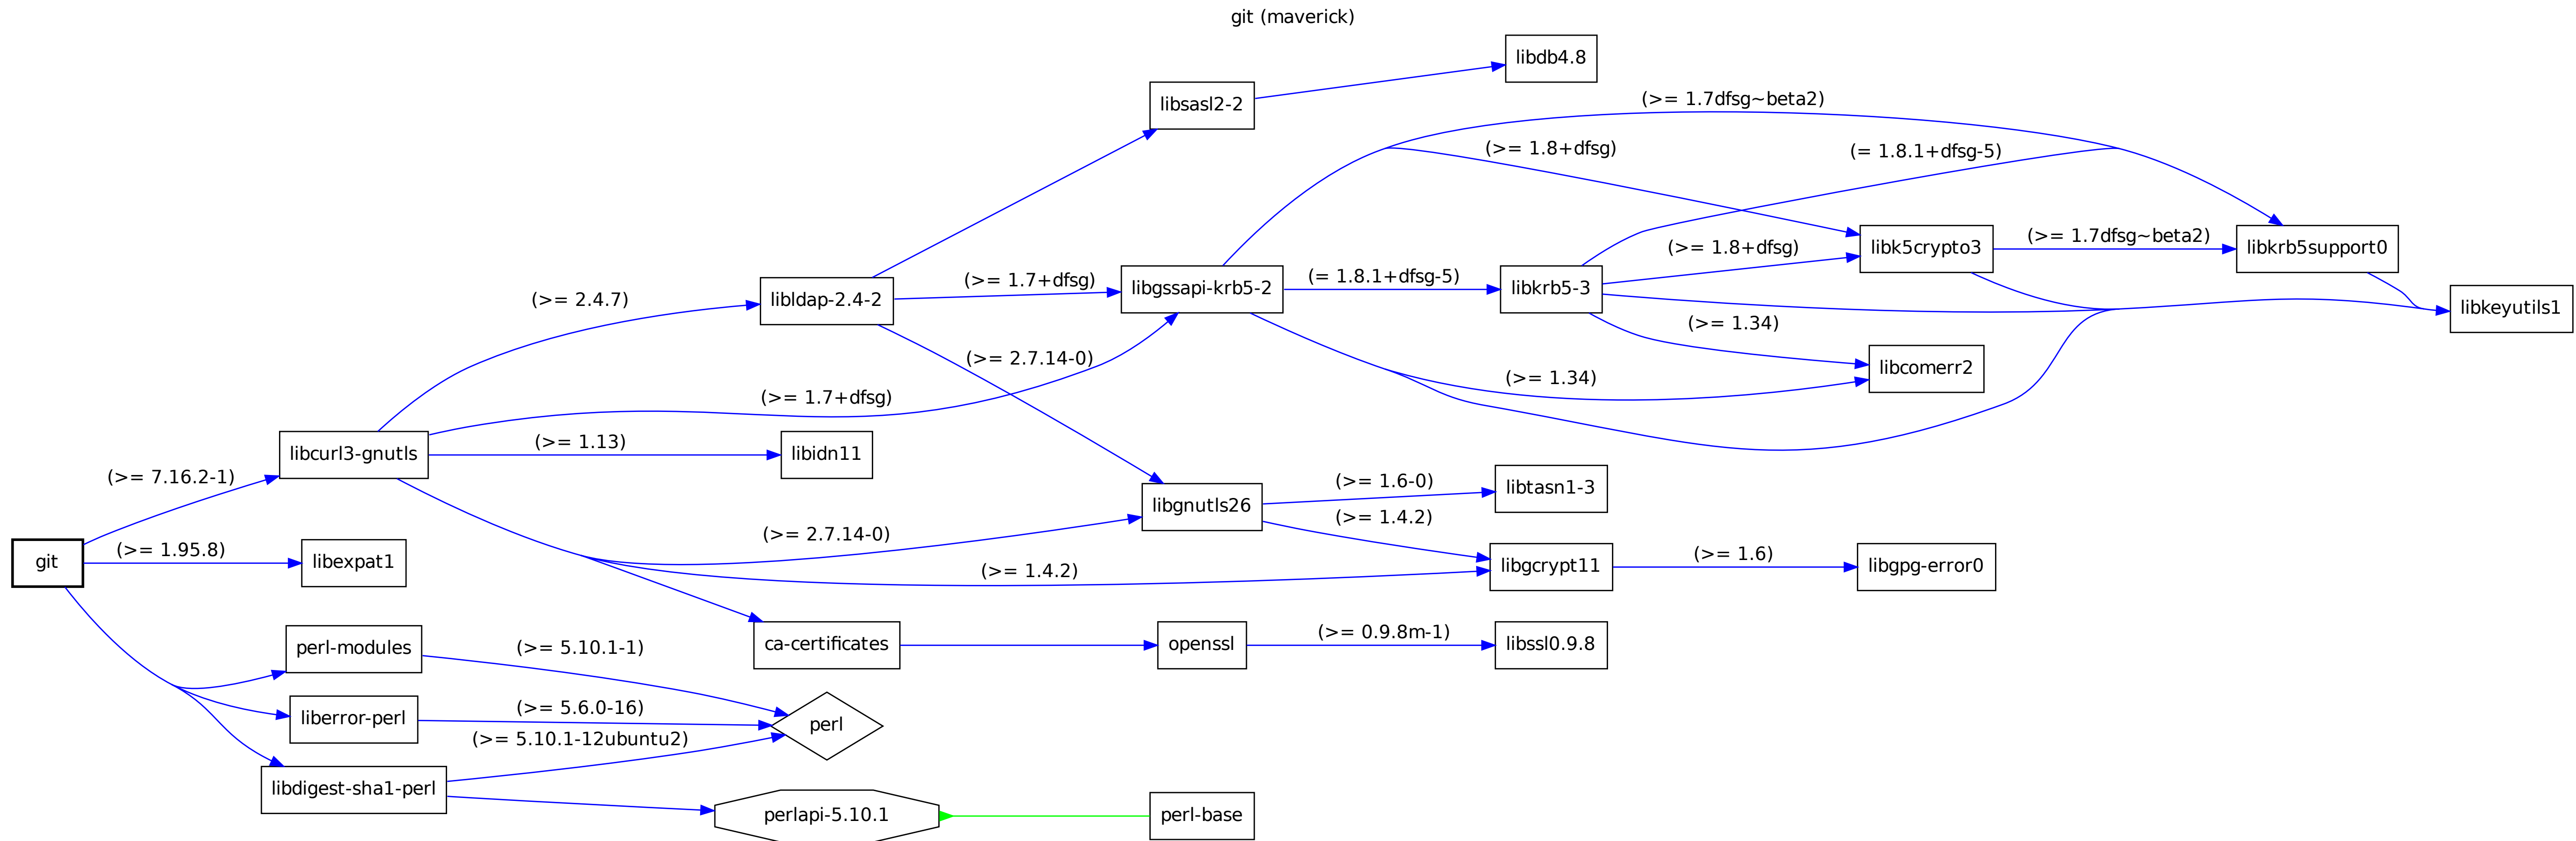 git (maverick)
libdb4.8
libsasl2-2
(>= 1.7dfsg~beta2)
(>= 1.8+dfsg)
(= 1.8.1+dfsg-5)
libk5crypto3
(>= 1.7dfsg~beta2)
libkrb5support0
(>= 1.8+dfsg)
(>= 2.4.7)
libldap-2.4-2
(>= 1.7+dfsg)
libgssapi-krb5-2
(= 1.8.1+dfsg-5)
libkrb5-3
libkeyutils1
(>= 1.34)
(>= 2.7.14-0)
libcomerr2
(>= 1.34)
(>= 1.7+dfsg)
libcurl3-gnutls
(>= 1.13)
libidn11
(>= 7.16.2-1)
(>= 1.6-0)
libtasn1-3
libgnutls26
(>= 1.4.2)
(>= 2.7.14-0)
git
(>= 1.95.8)
libexpat1
(>= 1.4.2)
libgcrypt11
(>= 1.6)
libgpg-error0
perl-modules
(>= 5.10.1-1)
ca-certificates
openssl
(>= 0.9.8m-1)
libssl0.9.8
liberror-perl
(>= 5.6.0-16)
perl
(>= 5.10.1-12ubuntu2)
libdigest-sha1-perl
perlapi-5.10.1
perl-base